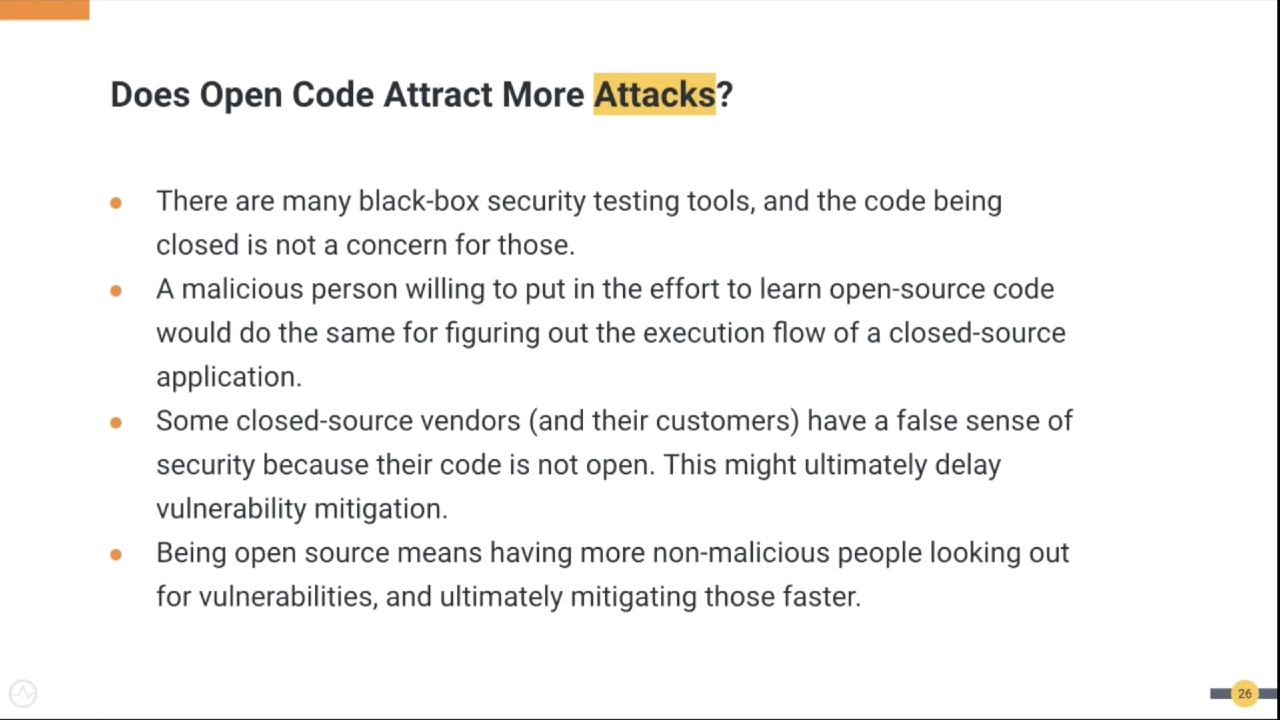 Does Open Code Attract More Attacks?
● There are many black-box security testing tools, and the code being
closed is not a concern for those.
● A malicious person willing to put in the effort to learn open-source code
would do the same for figuring out the execution flow of a closed-source
application.
● Some closed-source vendors (and their customers) have a false sense of
security because their code is not open. This might ultimately delay
vulnerability mitigation.
● Being open source means having more non-malicious people looking out
for vulnerabilities, and ultimately mitigating those faster.
26